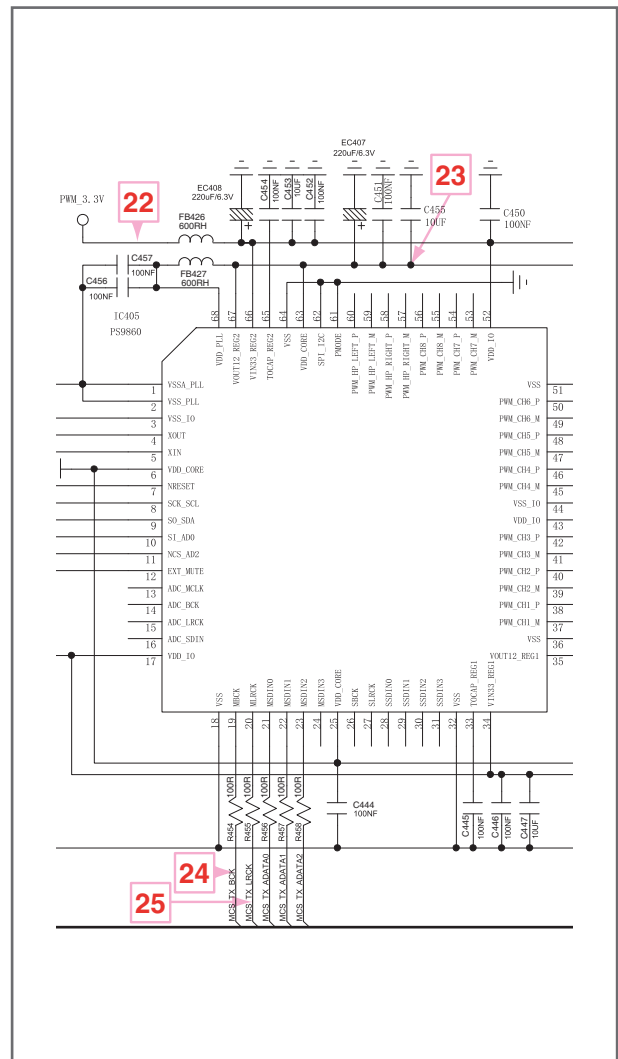 EC407
220uF/6.3V
EC408
220uF/6.3V
C454
100NF
C453
10UF
C452
100NF
C451
100NF
23
PWM_3.3V
22
C455
10UF
C450
100NF
C457
100NF
C456
100NF
FB426
600RH
FB427
600RH
IC405
PS9860
68
67
66
65
64
63
62
61
60
59
58
57
56
55
54
53
52
VDD_PLL
VOUT12_REG2
VIN33_REG2
TOCAP_REG2
VSS
VDD_CORE
SPI_I2C
PMODE
PWM_HP_LEFT_P
PWM_HP_LEFT_M
PWM_HP_RIGHT_P
PWM_HP_RIGHT_M
PWM_CH8_P
PWM_CH8_M
PWM_CH7_P
PWM_CH7_M
VDD_IO
1 VSSA_PLL
2 VSS_PLL
3 VSS_IO
4 XOUT
5 XIN
6 VDD_CORE
7 NRESET
8 SCK_SCL
9 SO_SDA
10 SI_AD0
11 NCS_AD2
12 EXT_MUTE
13 ADC_MCLK
14 ADC_BCK
15 ADC_LRCK
16 ADC_SDIN
17 VDD_IO
VSS 51
PWM_CH6_P 50
PWM_CH6_M 49
PWM_CH5_P 48
PWM_CH5_M 47
PWM_CH4_P 46
PWM_CH4_M 45
VSS_IO 44
VDD_IO 43
PWM_CH3_P 42
PWM_CH3_M 41
PWM_CH2_P 40
PWM_CH2_M 39
PWM_CH1_P 38
PWM_CH1_M 37
VSS 36
VOUT12_REG1 35
VSS
MBCK
MLRCK
MSDIN0
MSDIN1
MSDIN2
MSDIN3
VDD_CORE
SBCK
SLRCK
SSDIN0
SSDIN1
SSDIN2
SSDIN3
VSS
TOCAP_REG1
VIN33_REG1
18
19
20
21
22
23
24
25
26
27
28
29
30
31
32
33
34
100R
100R
100R
100R
100R
R454
R455
R456
R457
R458
C444
100NF
C445
100NF
C446
100NF
C447
10UF
24
25
MCS_TX_BCK
MCS_TX_LRCK
MCS_TX_ADATA0
MCS_TX_ADATA1
MCS_TX_ADATA2